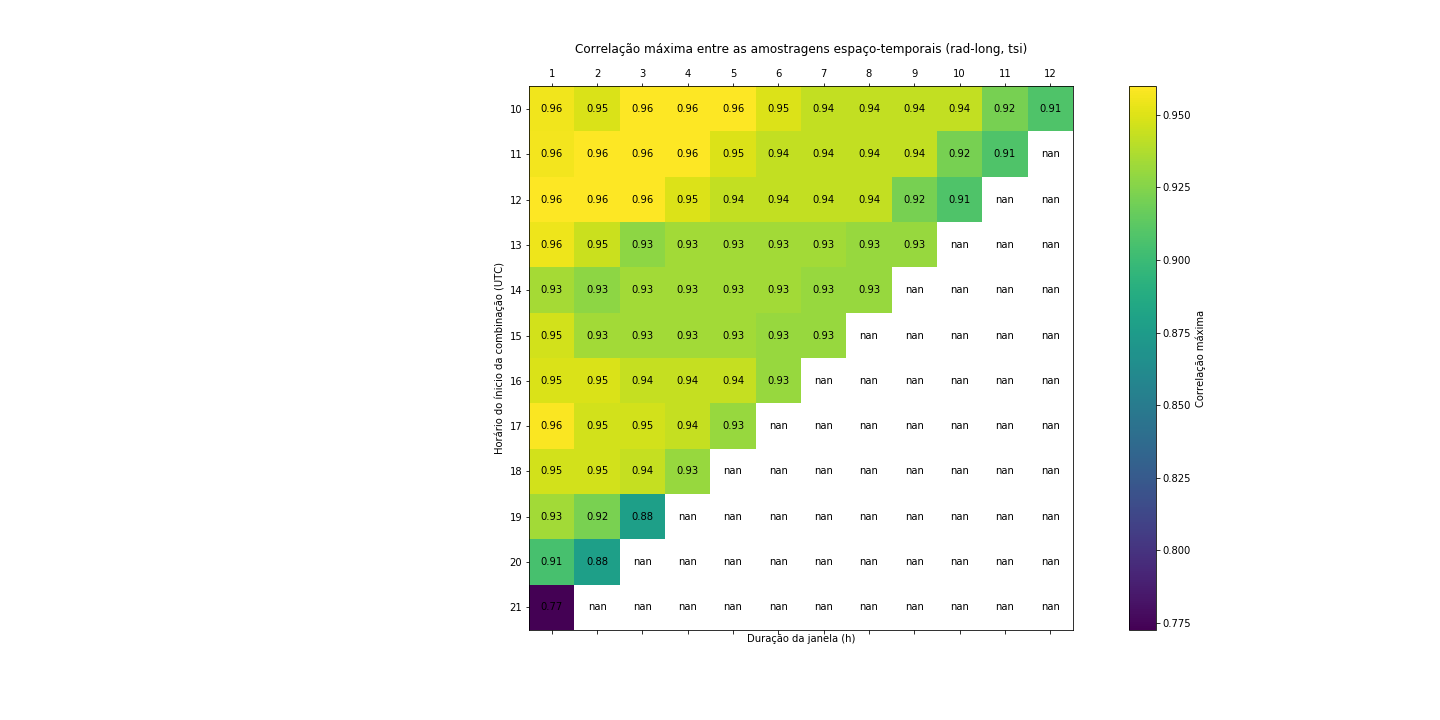 Correlação máxima entre as amostragens espaço-temporais (rad-long, tsi)
1 2 3 4 5 6 7 8 9 10 11 12
10 0.96 0.95 0.96 0.96 0.96 0.95 0.94 0.94 0.94 0.94 0.92 0.91
11 0.96 0.96 0.96 0.96 0.95 0.94 0.94 0.94 0.94 0.92 0.91 nan
12 0.96 0.96 0.96 0.95 0.94 0.94 0.94 0.94 0.92 0.91 nan nan
13 0.96 0.95 0.93 0.93 0.93 0.93 0.93 0.93 0.93 nan nan nan
14 0.93 0.93 0.93 0.93 0.93 0.93 0.93 0.93 nan nan nan nan
15 0.95 0.93 0.93 0.93 0.93 0.93 0.93 nan nan nan nan nan
16 0.95 0.95 0.94 0.94 0.94 0.93 nan nan nan nan nan nan
17 0.96 0.95 0.95 0.94 0.93 nan nan nan nan nan nan nan
18 0.95 0.95 0.94 0.93 nan nan nan nan nan nan nan nan
19 0.93 0.92 0.88 nan nan nan nan nan nan nan nan nan
20 0.91 0.88 nan nan nan nan nan nan nan nan nan nan
21 0.77 nan nan nan nan nan nan nan nan nan nan nan
Duração da janela (h)
Horário do ínicio da combinação (UTC)
0.950
0.925
0.900
0.875
0.850
0.825
0.800
0.775
Correlação máxima